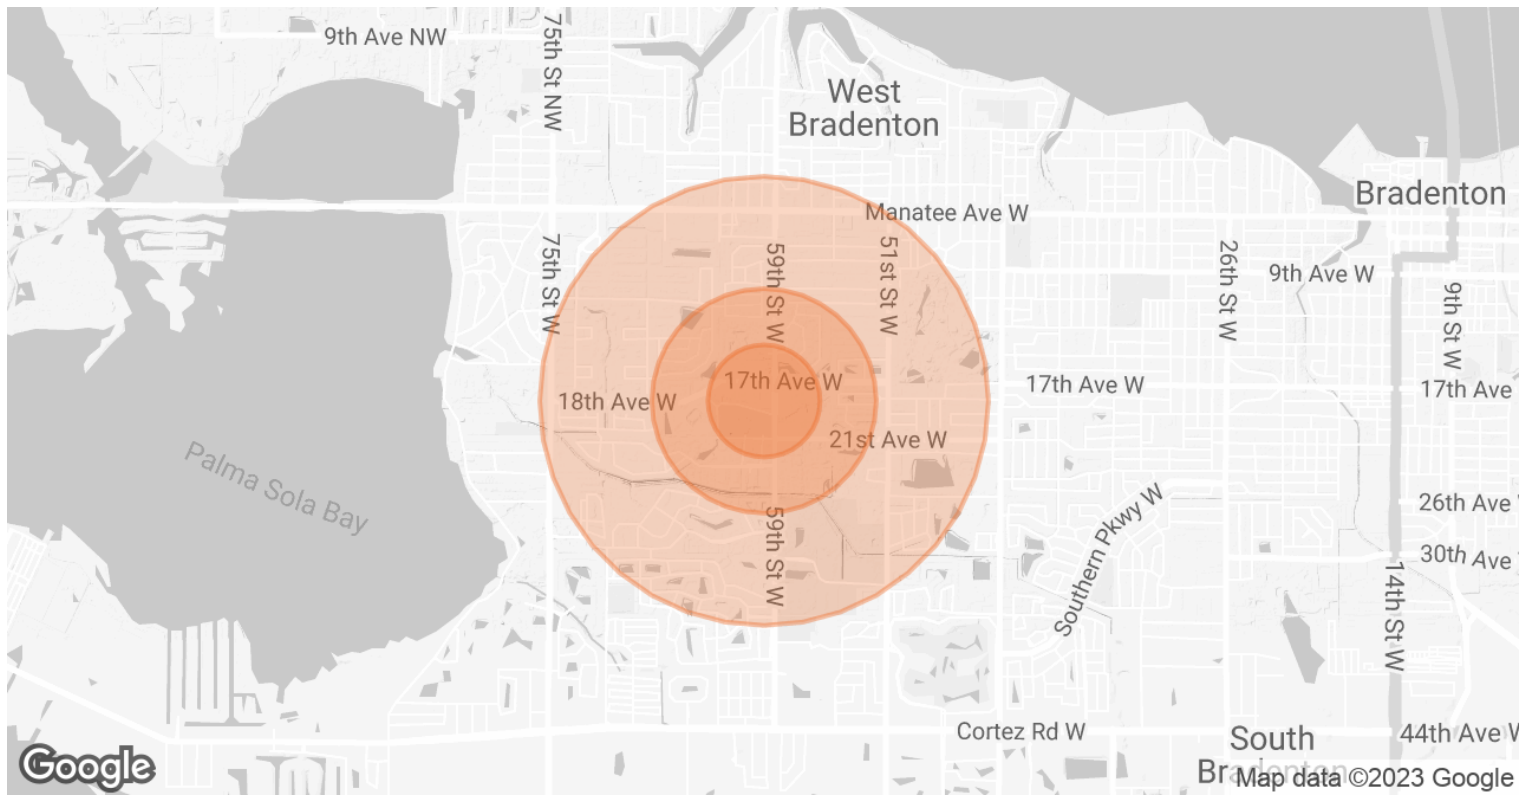 9th Ave NW
75th St NW
West
Bradenton
Bradenton
Manatee Ave W
75th St W
59th St W
51st St W
26th St W
9th Ave W
9th St W
17th Ave W
18th Ave W
17th Ave W
17th Ave
21st Ave W
Palma Sola Bay
59th St W
Southern Pkwy W
26th Ave W
30th Ave
14th St W
Cortez Rd W
44th Ave W
South
Bradenton
Google
Map data ©2023 Google